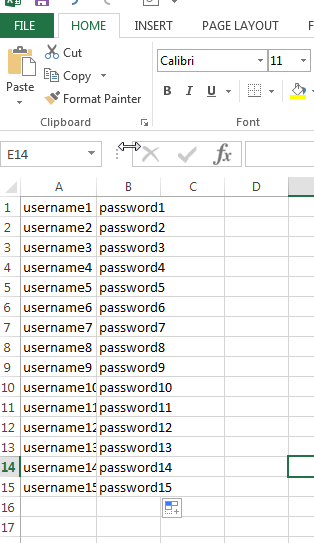 FILE HOME INSERT PAGE LAYOUT F
Cut
Copy
Format Painter
Paste
Clipboard
Calibri 11
B I U
Font
E14 fx
A B C D
1 username1 password1
2 username2 password2
3 username3 password3
4 username4 password4
5 username5 password5
6 username6 password6
7 username7 password7
8 username8 password8
9 username9 password9
10 username10 password10
11 username11 password11
12 username12 password12
13 username13 password13
14 username14 password14
15 username15 password15
16
17